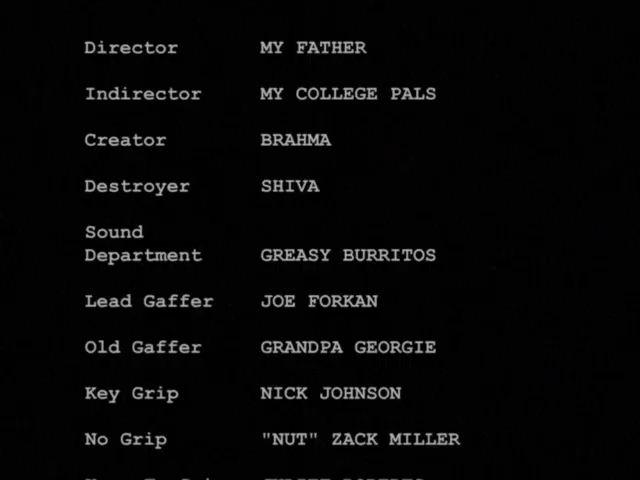 Director MY FATHER
Indirector MY COLLEGE PALS
Creator BRAHMA
Destroyer SHIVA
Sound
Department GREASY BURRITOS
Lead Gaffer JOE FORKAN
Old Gaffer GRANDPA GEORGIE
Key Grip NICK JOHNSON
No Grip "NUT" ZACK MILLER